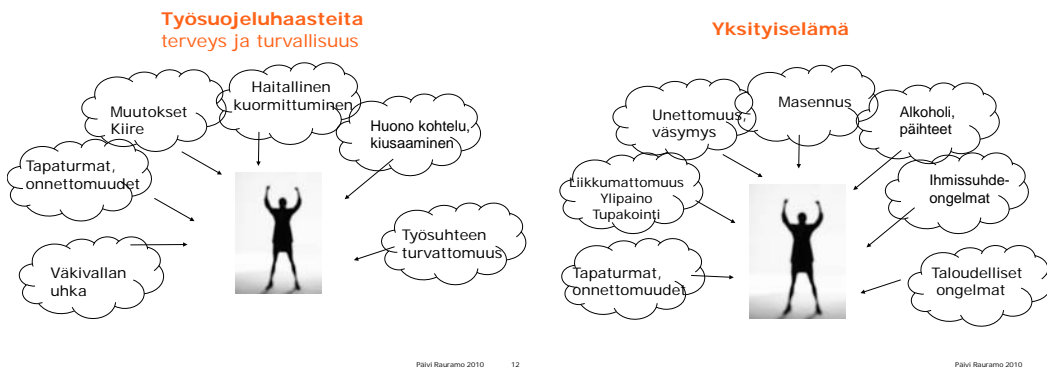 Työsuojeluhaasteita
terveys ja turvallisuus
Haitallinen
kuormittuminen
Muutokset
Kiire
Huono kohtelu,
kiusaaminen
Tapaturmat,
onnettomuudet
Työsuhteen
turvattomuus
Väkivallan
uhka
Päivi Rauramo 2010 12
Yksityiselämä
Masennus
Unettomuus,
väsymys
Alkoholi,
päihteet
Liikkumattomuus
Ylipaino
Tupakointi
Ihmissuhde-
ongelmat
Tapaturmat,
onnettomuudet
Taloudelliset
ongelmat
Päivi Rauramo 2010